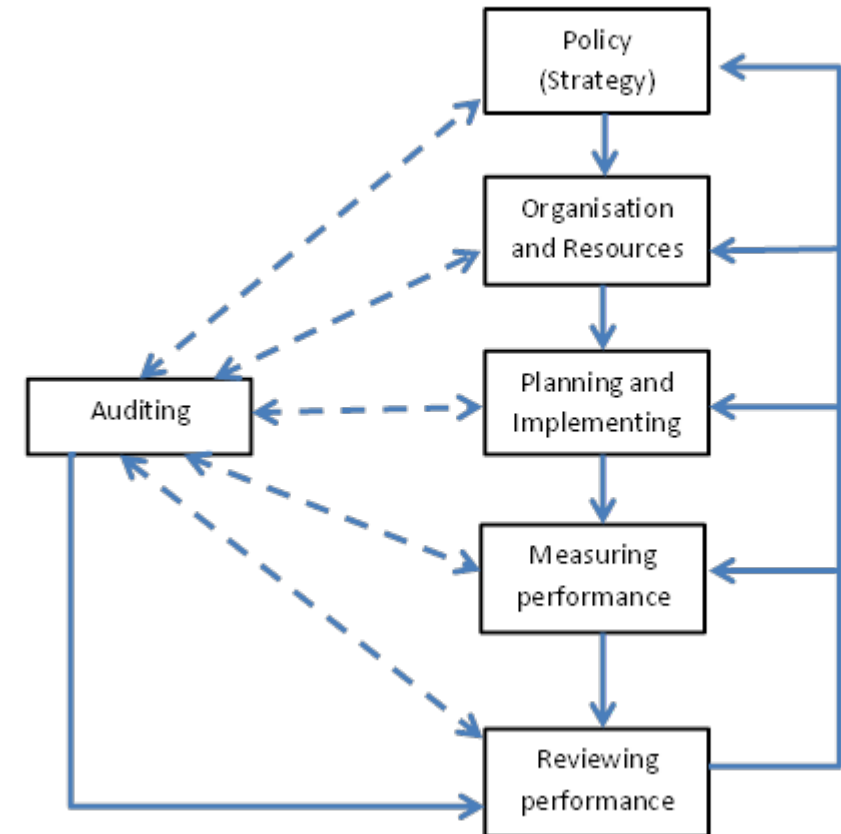 Policy
(Strategy)
Organisation
and Resources
Planning and
Implementing
Auditing
Measuring
performance
Reviewing
performance